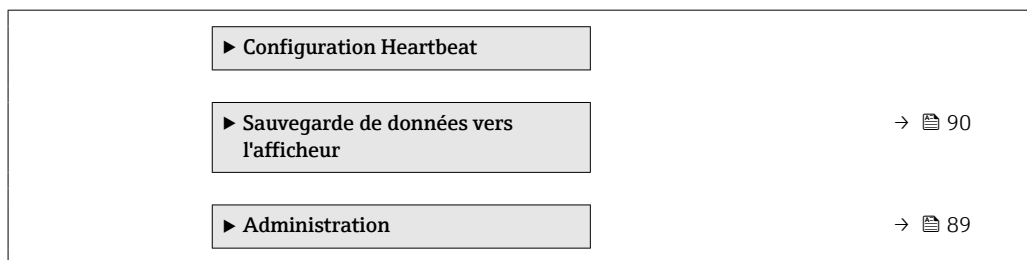 ▶ Configuration Heartbeat
▶ Sauvegarde de données vers
→ 90
l'afficheur
▶ Administration
→ 89